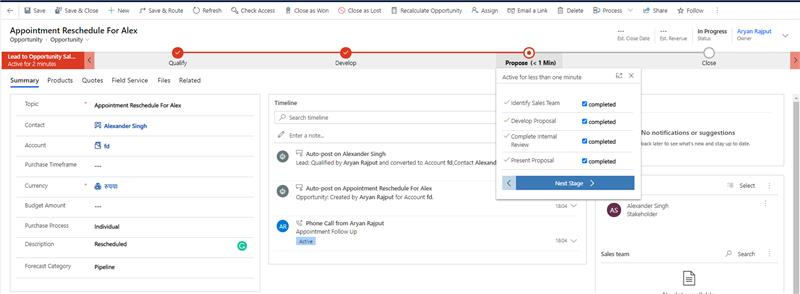 Save Save & Close New Save & Route Refresh Check Access Close as Won Close as Lost Recalculate Opportunity Assign Email a Link Delete Process Share Follow
Appointment Reschedule For Alex
Opportunity · Opportunity
---
Est. Close Date
---
Est. Revenue
In Progress
Status
Aryan Rajput
Owner
Lead to Opportunity Sal...
Active for 2 minutes
Qualify
Develop
Propose (< 1 Min)
Close
Summary Products Quotes Field Service Files Related
Topic * Appointment Reschedule For Alex
Contact * Alexander Singh
Account fd
Purchase Timeframe ---
Currency * रुपया
Budget Amount ---
Purchase Process Individual
Description Rescheduled
Forecast Category Pipeline
Timeline
Search timeline
Enter a note...
Auto-post on Alexander Singh
Lead: Qualified by Aryan Rajput and converted to Account fd,Contact Alexand
Auto-post on Appointment Reschedule For Alex
Opportunity: Created by Aryan Rajput for Account fd.
18:04
AR
Phone Call from Aryan Rajput
Appointment Follow Up
Active
18:04
Active for less than one minute
Identify Sales Team completed
Develop Proposal completed
Complete Internal
Review completed
Present Proposal completed
Next Stage
No notifications or suggestions
back later to see what's new and stay up to date.
Select
AS
Alexander Singh
Stakeholder
Sales team Search